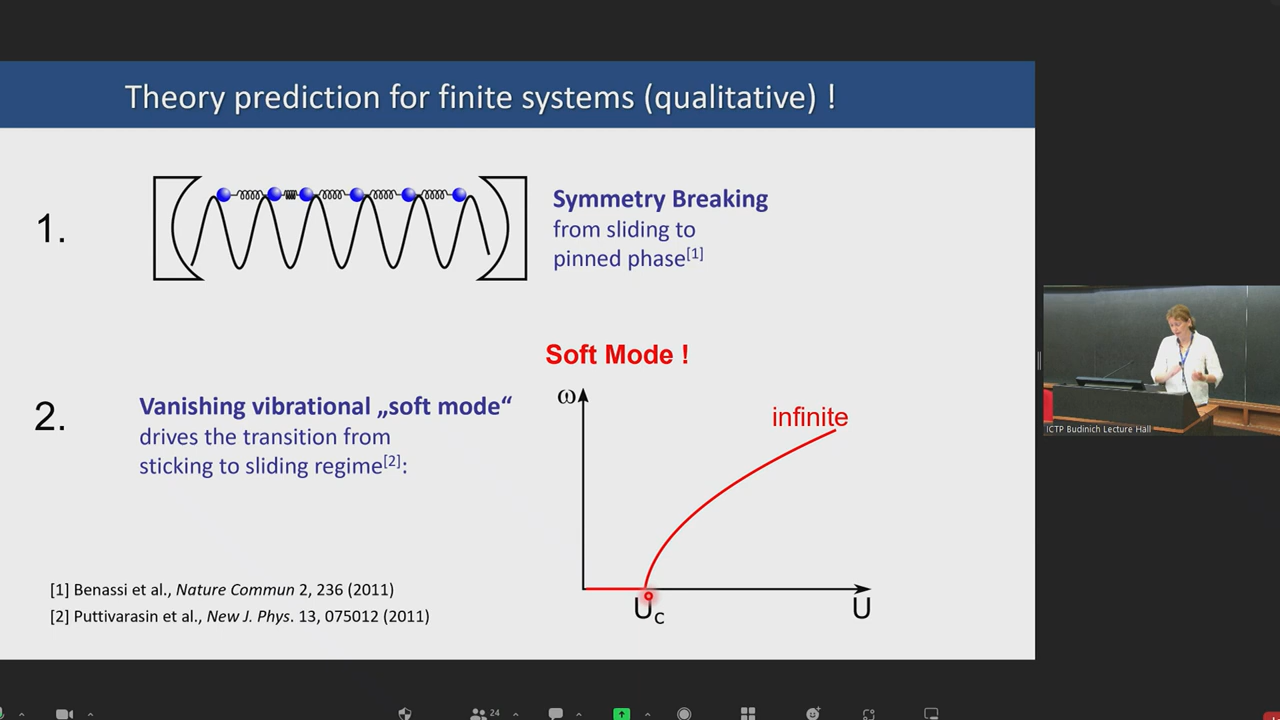 Theory prediction for finite systems (qualitative) !
1.
Symmetry Breaking
from sliding to
pinned phase[1]
Soft Mode !
2.
Vanishing vibrational „soft mode“
drives the transition from
sticking to sliding regime[2]:
ω
infinite
UC
U
[1] Benassi et al., Nature Commun 2, 236 (2011)
[2] Puttivarasin et al., New J. Phys. 13, 075012 (2011)
ICTP Budinich Lecture Hall
24